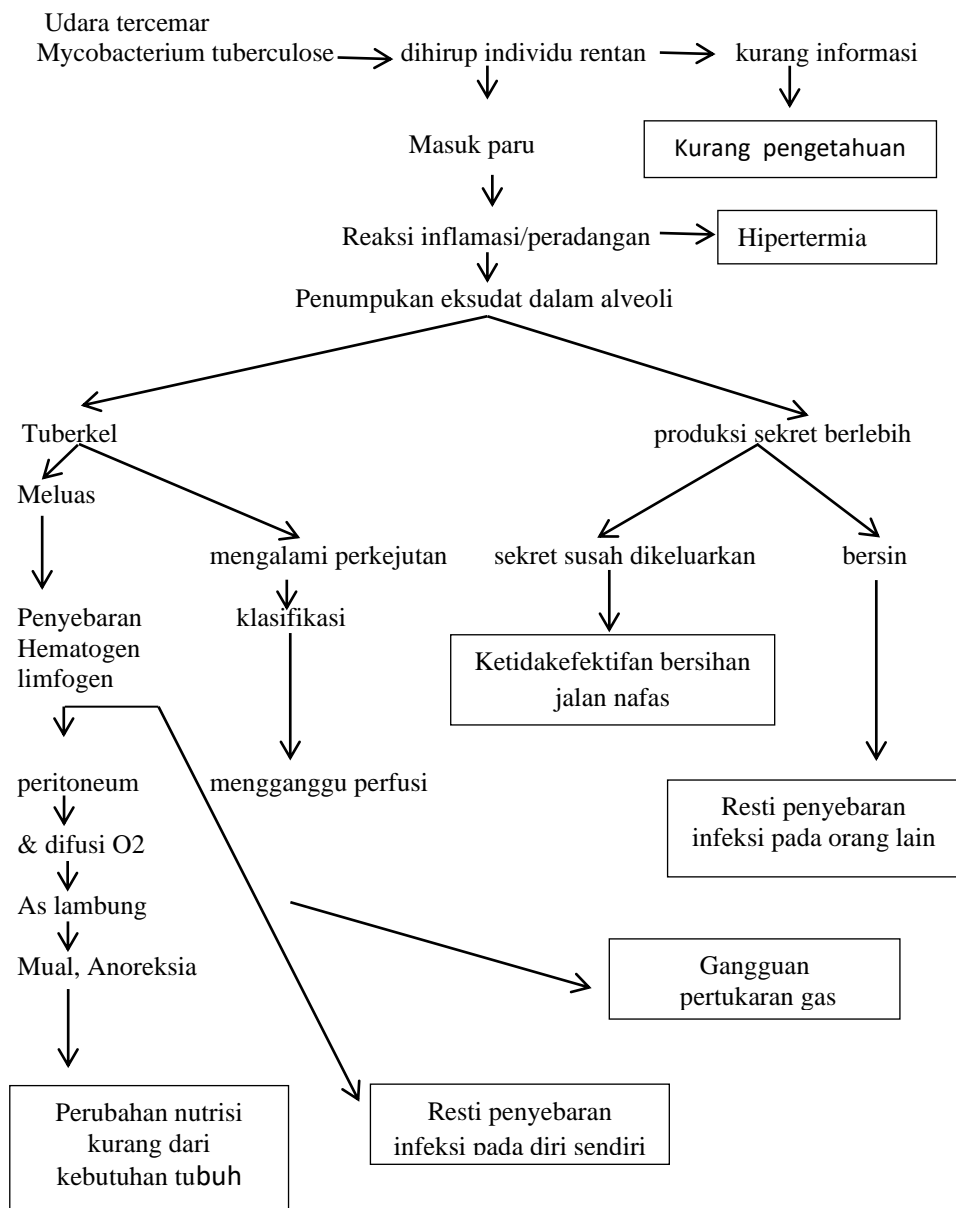 Udara tercemar
Mycobacterium tuberculose
dihirup individu rentan
kurang informasi
Masuk paru
Kurang pengetahuan
Reaksi inflamasi/peradangan
Hipertermia
Penumpukan eksudat dalam alveoli
Tuberkel
produksi sekret berlebih
Meluas
mengalami perkejutan
sekret susah dikeluarkan
bersin
Penyebaran
Hematogen
limfogen
klasifikasi
Ketidakefektifan bersihan
jalan nafas
peritoneum
mengganggu perfusi
Resti penyebaran
infeksi pada orang lain
& difusi O2
As lambung
Mual, Anoreksia
Gangguan
pertukaran gas
Perubahan nutrisi
kurang dari
kebutuhan tubuh
Resti penyebaran
infeksi pada diri sendiri